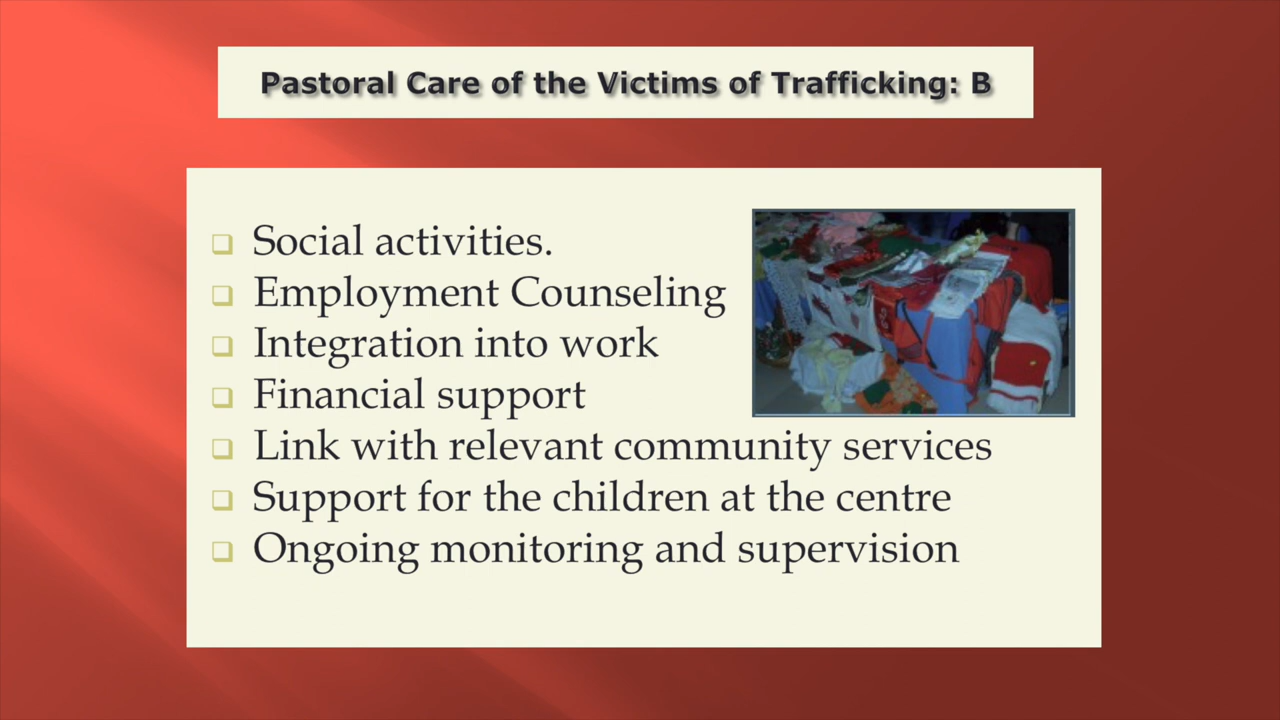 Pastoral Care of the Victims of Trafficking: B
Social activities.
Employment Counseling
Integration into work
Financial support
Link with relevant community services
Support for the children at the centre
Ongoing monitoring and supervision